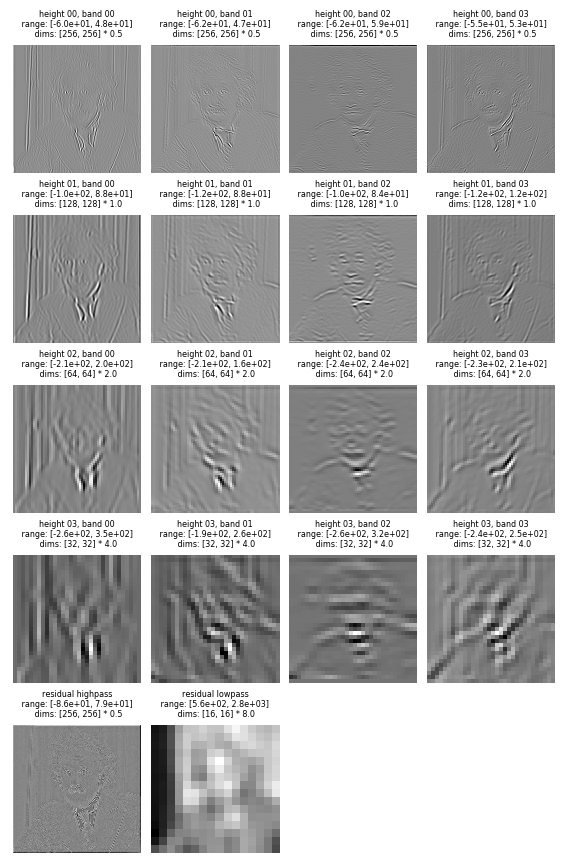 height 00, band 00
range: [-6.0e+01, 4.8e+01]
dims: [256, 256] * 0.5
height 00, band 01
range: [-6.2e+01, 4.7e+01]
dims: [256, 256] * 0.5
height 00, band 02
range: [-6.2e+01, 5.9e+01]
dims: [256, 256] * 0.5
height 00, band 03
range: [-5.5e+01, 5.3e+01]
dims: [256, 256] * 0.5
height 01, band 00
range: [-1.0e+02, 8.8e+01]
dims: [128, 128] * 1.0
height 01, band 01
range: [-1.2e+02, 8.8e+01]
dims: [128, 128] * 1.0
height 01, band 02
range: [-1.0e+02, 8.4e+01]
dims: [128, 128] * 1.0
height 01, band 03
range: [-1.2e+02, 1.2e+02]
dims: [128, 128] * 1.0
height 02, band 00
range: [-2.1e+02, 2.0e+02]
dims: [64, 64] * 2.0
height 02, band 01
range: [-2.1e+02, 1.6e+02]
dims: [64, 64] * 2.0
height 02, band 02
range: [-2.4e+02, 2.4e+02]
dims: [64, 64] * 2.0
height 02, band 03
range: [-2.3e+02, 2.1e+02]
dims: [64, 64] * 2.0
height 03, band 00
range: [-2.6e+02, 3.5e+02]
dims: [32, 32] * 4.0
height 03, band 01
range: [-1.9e+02, 2.6e+02]
dims: [32, 32] * 4.0
height 03, band 02
range: [-2.6e+02, 3.2e+02]
dims: [32, 32] * 4.0
height 03, band 03
range: [-2.4e+02, 2.5e+02]
dims: [32, 32] * 4.0
residual highpass
range: [-8.6e+01, 7.9e+01]
dims: [256, 256] * 0.5
residual lowpass
range: [5.6e+02, 2.8e+03]
dims: [16, 16] * 8.0